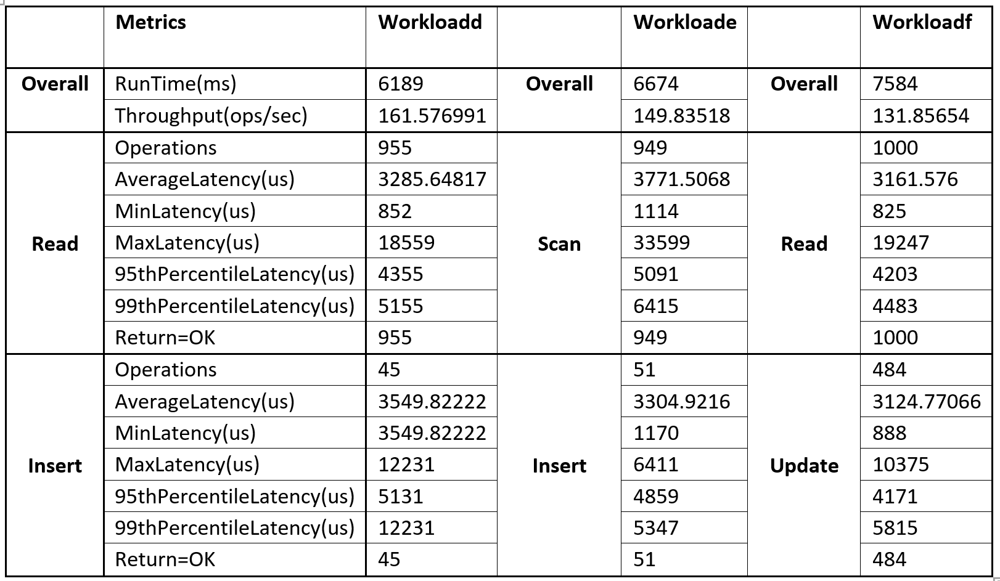 Metrics Workloadd Workloade Workloadf
Overall RunTime(ms) 6189 Overall 6674 Overall 7584
Throughput(ops/sec) 161.576991 149.83518 131.85654
Operations 955 949 1000
AverageLatency(us) 3285.64817 3771.5068 3161.576
MinLatency(us) 852 1114 825
Read MaxLatency(us) 18559 Scan 33599 Read 19247
95thPercentileLatency(us) 4355 5091 4203
99thPercentileLatency(us) 5155 6415 4483
Return=OK 955 949 1000
Operations 45 51 484
AverageLatency(us) 3549.82222 3304.9216 3124.77066
MinLatency(us) 3549.82222 1170 888
Insert MaxLatency(us) 12231 Insert 6411 Update 10375
95thPercentileLatency(us) 5131 4859 4171
99thPercentileLatency(us) 12231 5347 5815
Return=OK 45 51 484